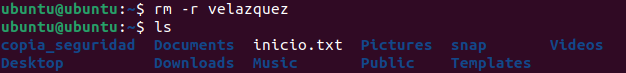 ubuntu@ubuntu:~$ rm -r velazquez
ubuntu@ubuntu:~$ ls
copia_seguridad Documents inicio.txt Pictures snap Videos
Desktop Downloads Music Public Templates